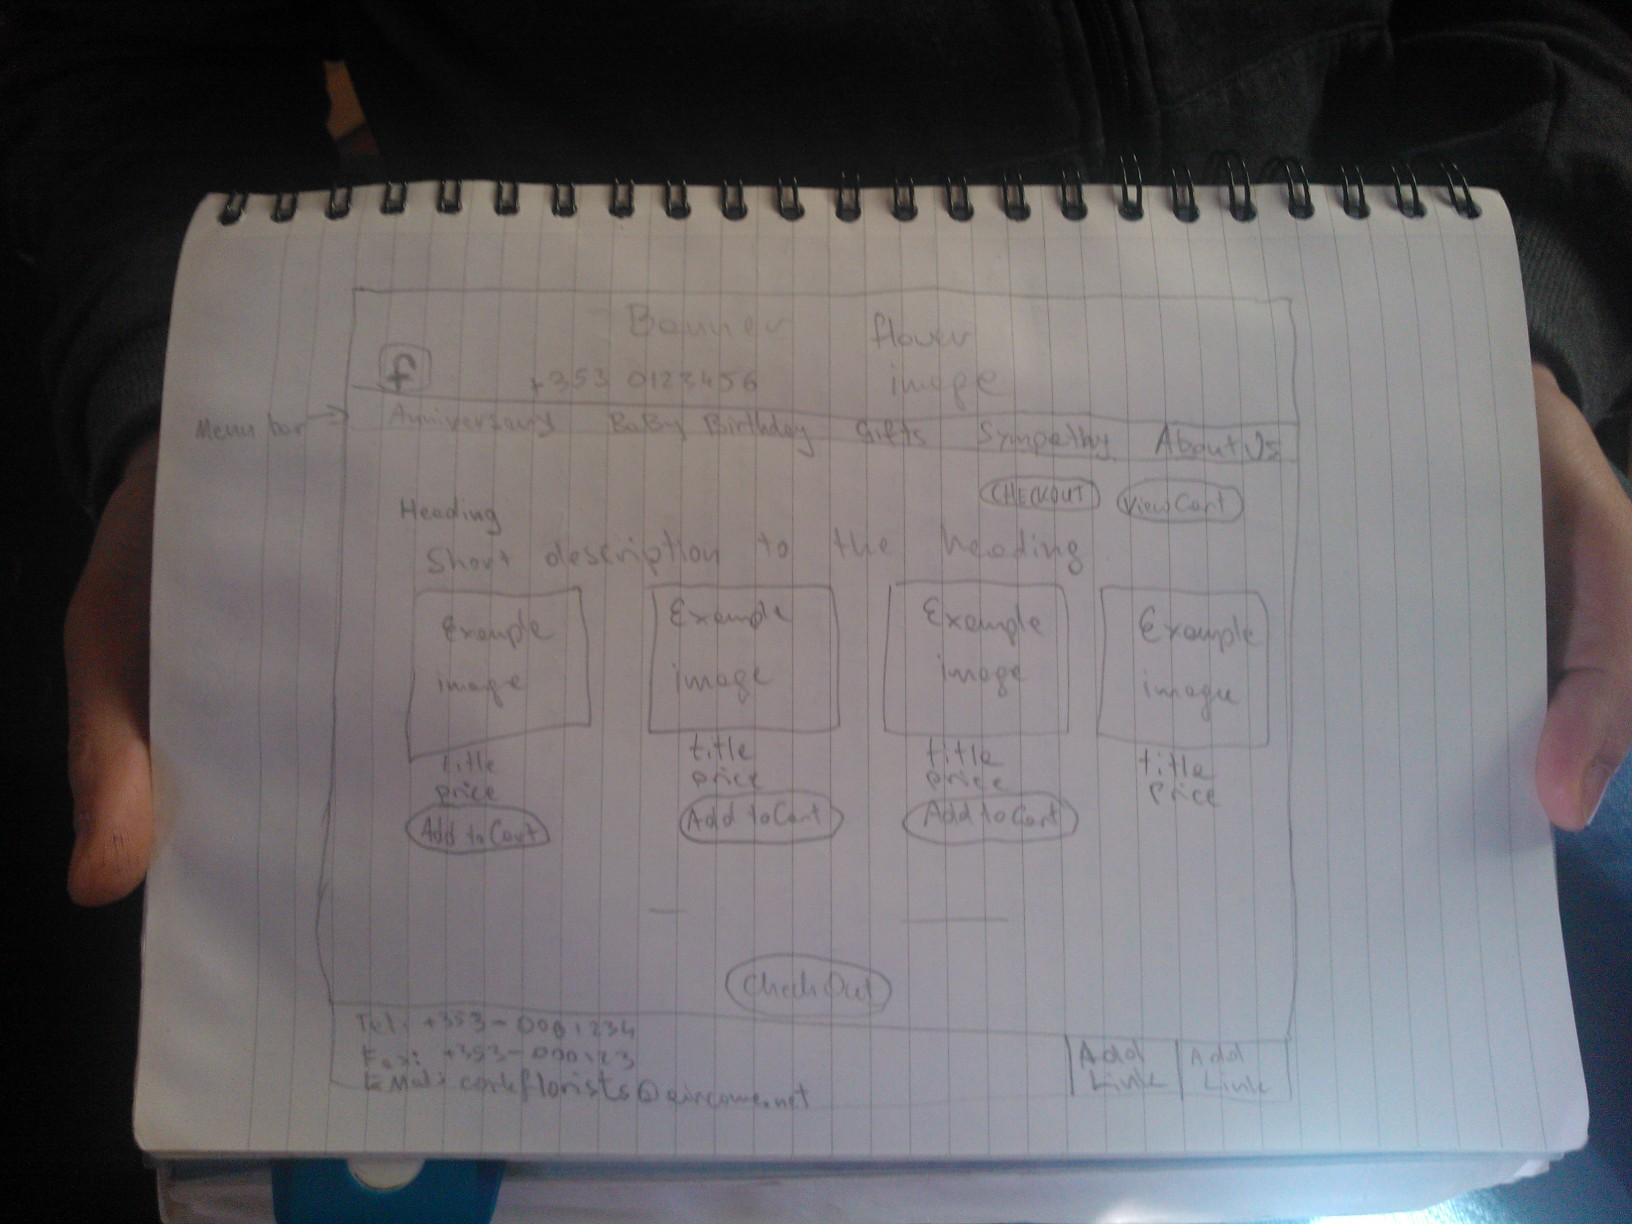 Banner flower
f +353 0123456 image
Menu bar
Anniversary Baby Birthday Gifts Sympathy About Us
CHECKOUT View Cart
Heading
Short description to the heading
Example Example Example Example
image image image image
title title title title
price price price price
Add to Cart Add to Cart Add to Cart
Check Out
Tel: +353-0001234
Fax: +353-000123
EMail: corkflorists@eircome.net
Add Add
Link Link